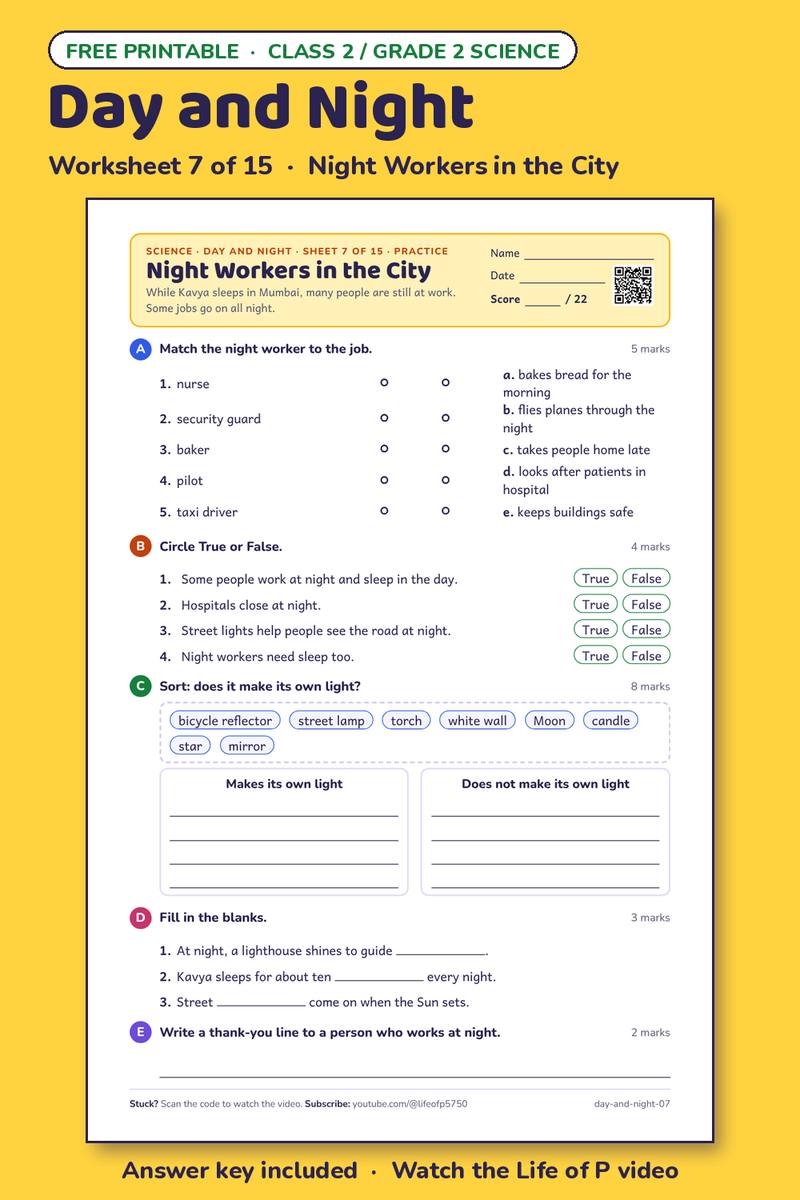 FREE PRINTABLE · CLASS 2 / GRADE 2 SCIENCE
Day and Night
Worksheet 7 of 15 · Night Workers in the City
SCIENCE · DAY AND NIGHT · SHEET 7 OF 15 · PRACTICE
Night Workers in the City
While Kavya sleeps in Mumbai, many people are still at work.
Some jobs go on all night.
Name ____________
Date ____________
Score ______ / 22
A Match the night worker to the job. 5 marks
1. nurse
a. bakes bread for the
morning
2. security guard
b. flies planes through the
night
3. baker
c. takes people home late
4. pilot
d. looks after patients in
hospital
5. taxi driver
e. keeps buildings safe
B Circle True or False. 4 marks
1. Some people work at night and sleep in the day. True False
2. Hospitals close at night. True False
3. Street lights help people see the road at night. True False
4. Night workers need sleep too. True False
C Sort: does it make its own light? 8 marks
bicycle reflector street lamp torch white wall Moon candle
star mirror
Makes its own light Does not make its own light
D Fill in the blanks. 3 marks
1. At night, a lighthouse shines to guide ____________.
2. Kavya sleeps for about ten ____________ every night.
3. Street ____________ come on when the Sun sets.
E Write a thank-you line to a person who works at night. 2 marks
Stuck? Scan the code to watch the video. Subscribe: youtube.com/@lifeofp5750 day-and-night-07
Answer key included · Watch the Life of P video